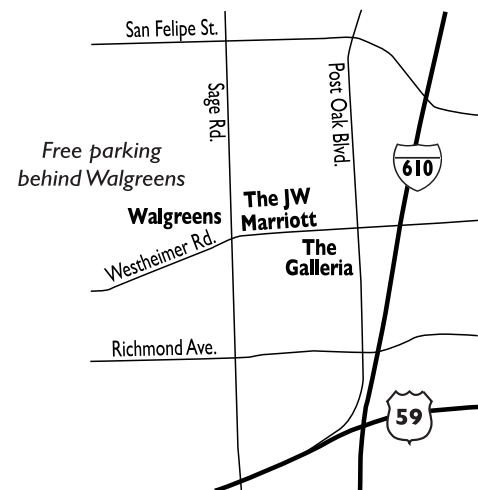 San Felipe St.
Sage Rd.
Post Oak Blvd.
Free parking
behind Walgreens
610
The JW
Marriott
Walgreens
Westheimer Rd.
The
Galleria
Richmond Ave.
59